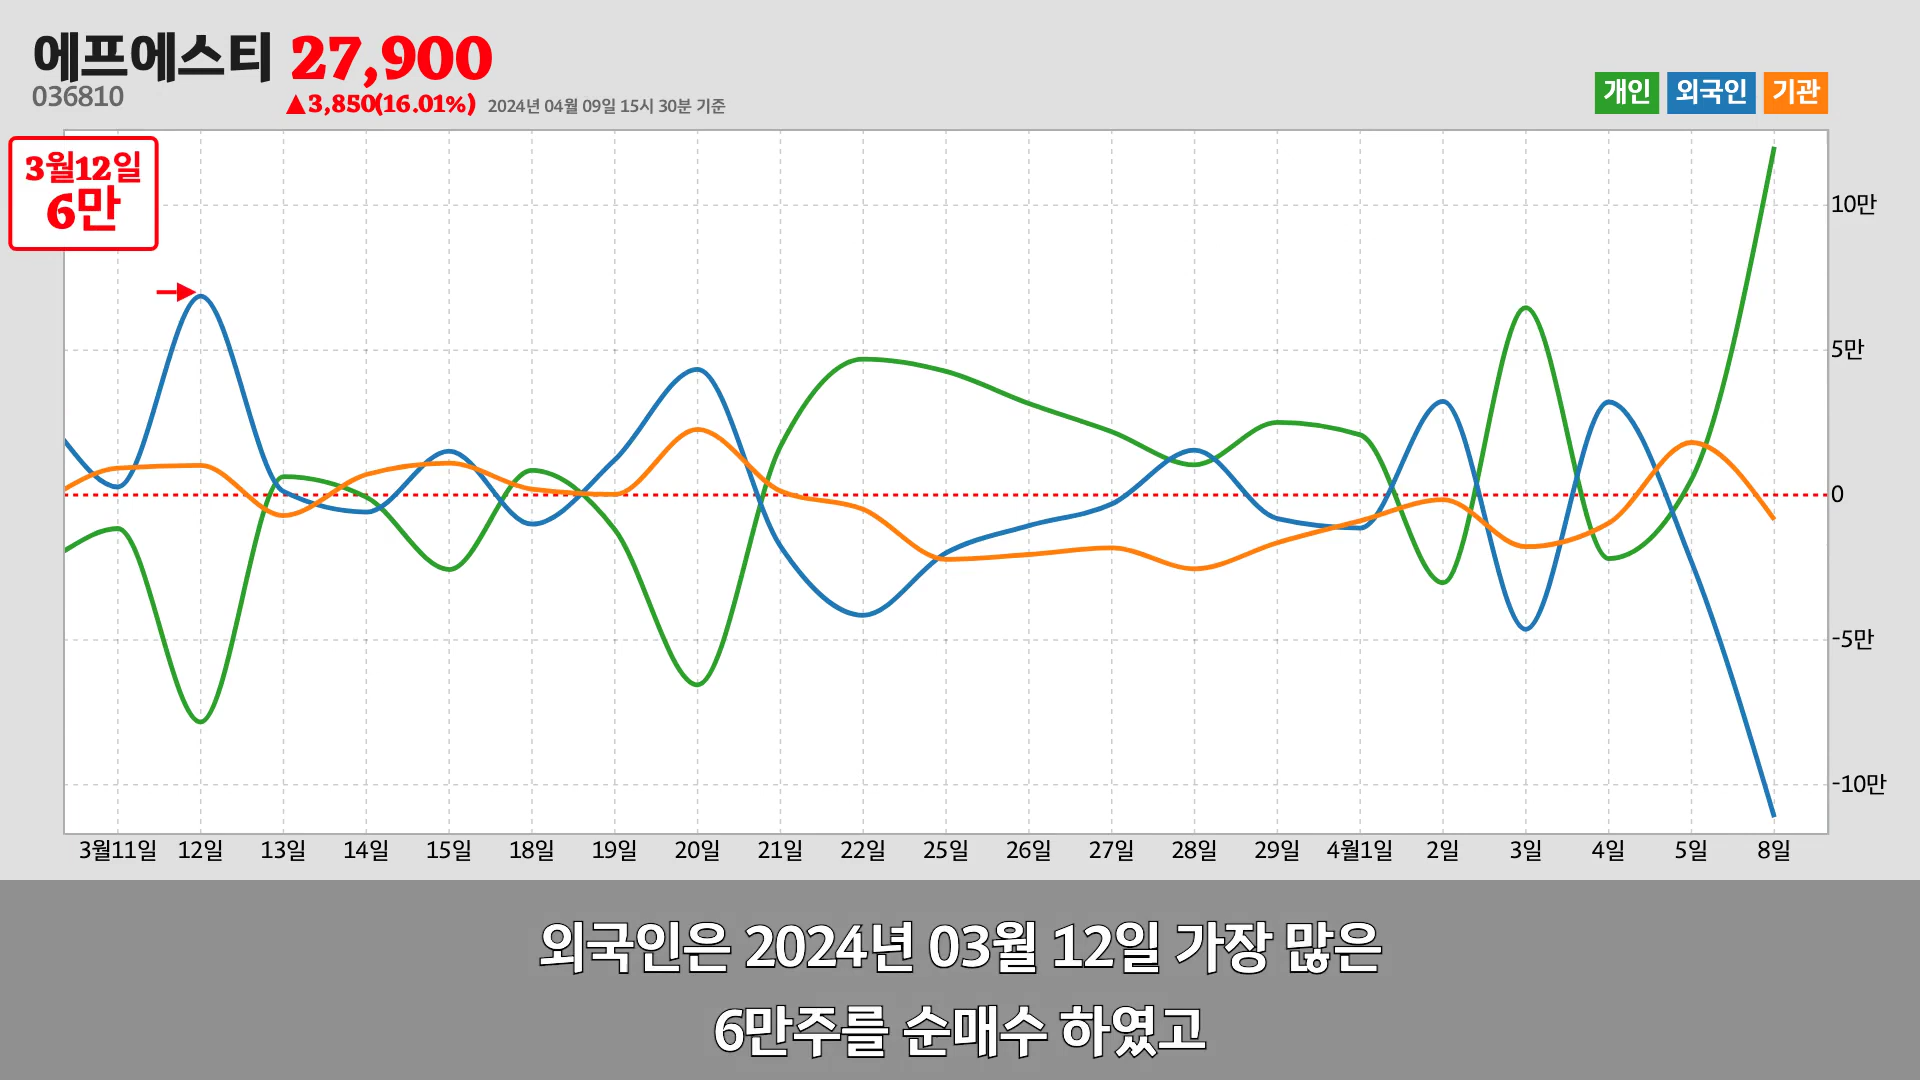 에프에스티 27,900
036810
▲3,850(16.01%) 2024년 04월 09일 15시 30분 기준
개인 외국인 기관
3월12일
6만
10만
5만
0
-5만
-10만
3월11일 12일 13일 14일 15일 18일 19일 20일 21일 22일 25일 26일 27일 28일 29일 4월1일 2일 3일 4일 5일 8일
외국인은 2024년 03월 12일 가장 많은
6만주를 순매수 하였고